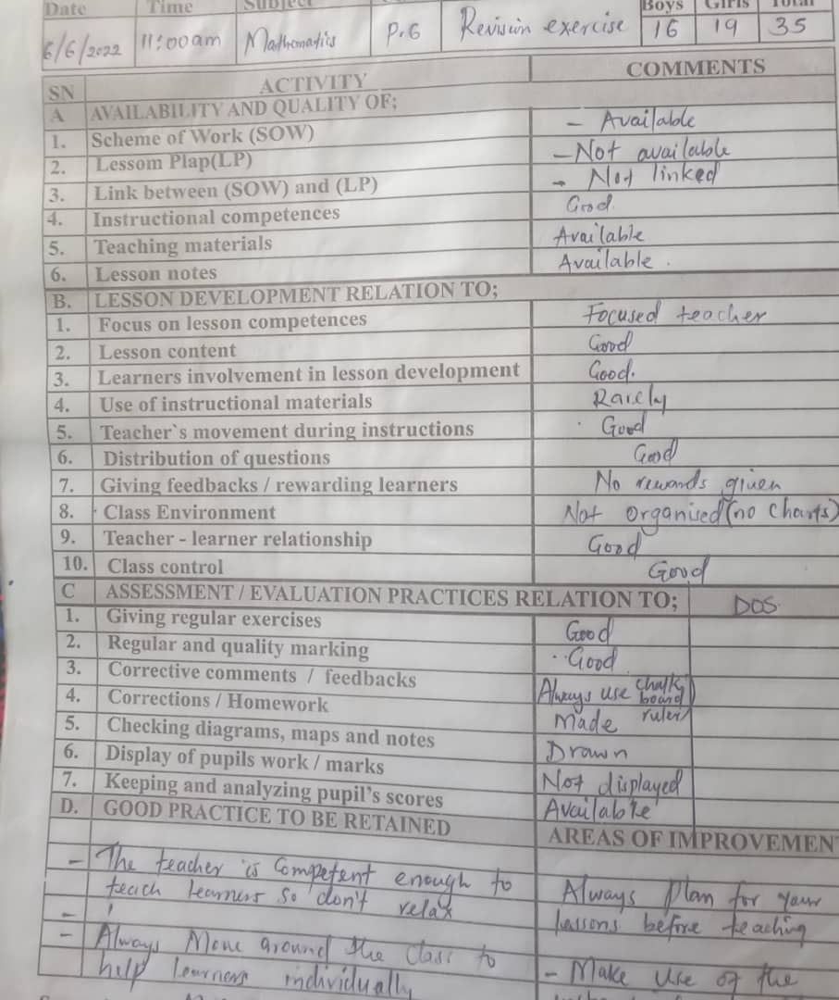 Date Time Subject Boys Girls Total
6/6/2022 11:00am Mathematics P.6 Revision exercise 16 19 35
SN ACTIVITY COMMENTS
A AVAILABILITY AND QUALITY OF;
1. Scheme of Work (SOW) - Available
2. Lessom Plap(LP) - Not available
3. Link between (SOW) and (LP) - Not linked
4. Instructional competences Good.
5. Teaching materials Available
6. Lesson notes Available.
B. LESSON DEVELOPMENT RELATION TO;
1. Focus on lesson competences Focused teacher
2. Lesson content Good
3. Learners involvement in lesson development Good.
4. Use of instructional materials Rarely
5. Teacher`s movement during instructions Good
6. Distribution of questions Good
7. Giving feedbacks / rewarding learners No rewards given
8. Class Environment Not organised (no charts)
9. Teacher - learner relationship Good
10. Class control Good
C ASSESSMENT / EVALUATION PRACTICES RELATION TO; DOS.
1. Giving regular exercises Good
2. Regular and quality marking Good
3. Corrective comments / feedbacks Always use chalk board ruler
4. Corrections / Homework Made
5. Checking diagrams, maps and notes Drawn
6. Display of pupils work / marks Not displayed
7. Keeping and analyzing pupil's scores Available
D. GOOD PRACTICE TO BE RETAINED AREAS OF IMPROVEMEN
- The teacher is competent enough to Always plan for your
teach learners so don't relax lessons before teaching
-
- Always Move around the class to - Make use of the
help learners individually